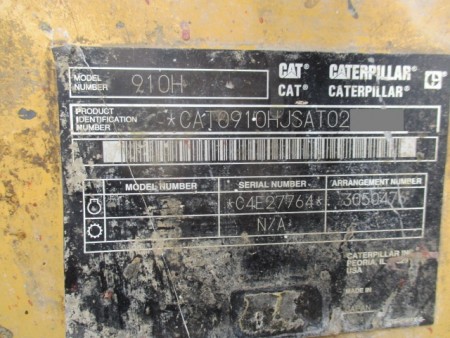 MODEL NUMBER 910H
CAT® CATERPILLAR®
CAT® CATERPILLAR®
PRODUCT IDENTIFICATION NUMBER *CAT0910HJSAT02
MODEL NUMBER SERIAL NUMBER ARRANGEMENT NUMBER
*C4E27764*
N/A
CATERPILLAR
PEORIA, IL
USA
MADE IN